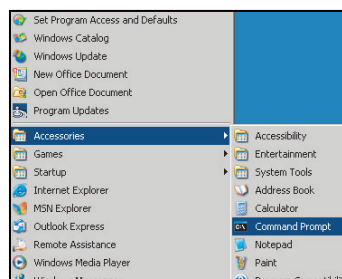 Set Program Access and Defaults
Windows Catalog
Windows Update
New Office Document
Open Office Document
Program Updates
Accessories
Games
Startup
Internet Explorer
MSN Explorer
Outlook Express
Remote Assistance
Windows Media Player
Accessibility
Entertainment
System Tools
Address Book
Calculator
Command Prompt
Notepad
Paint